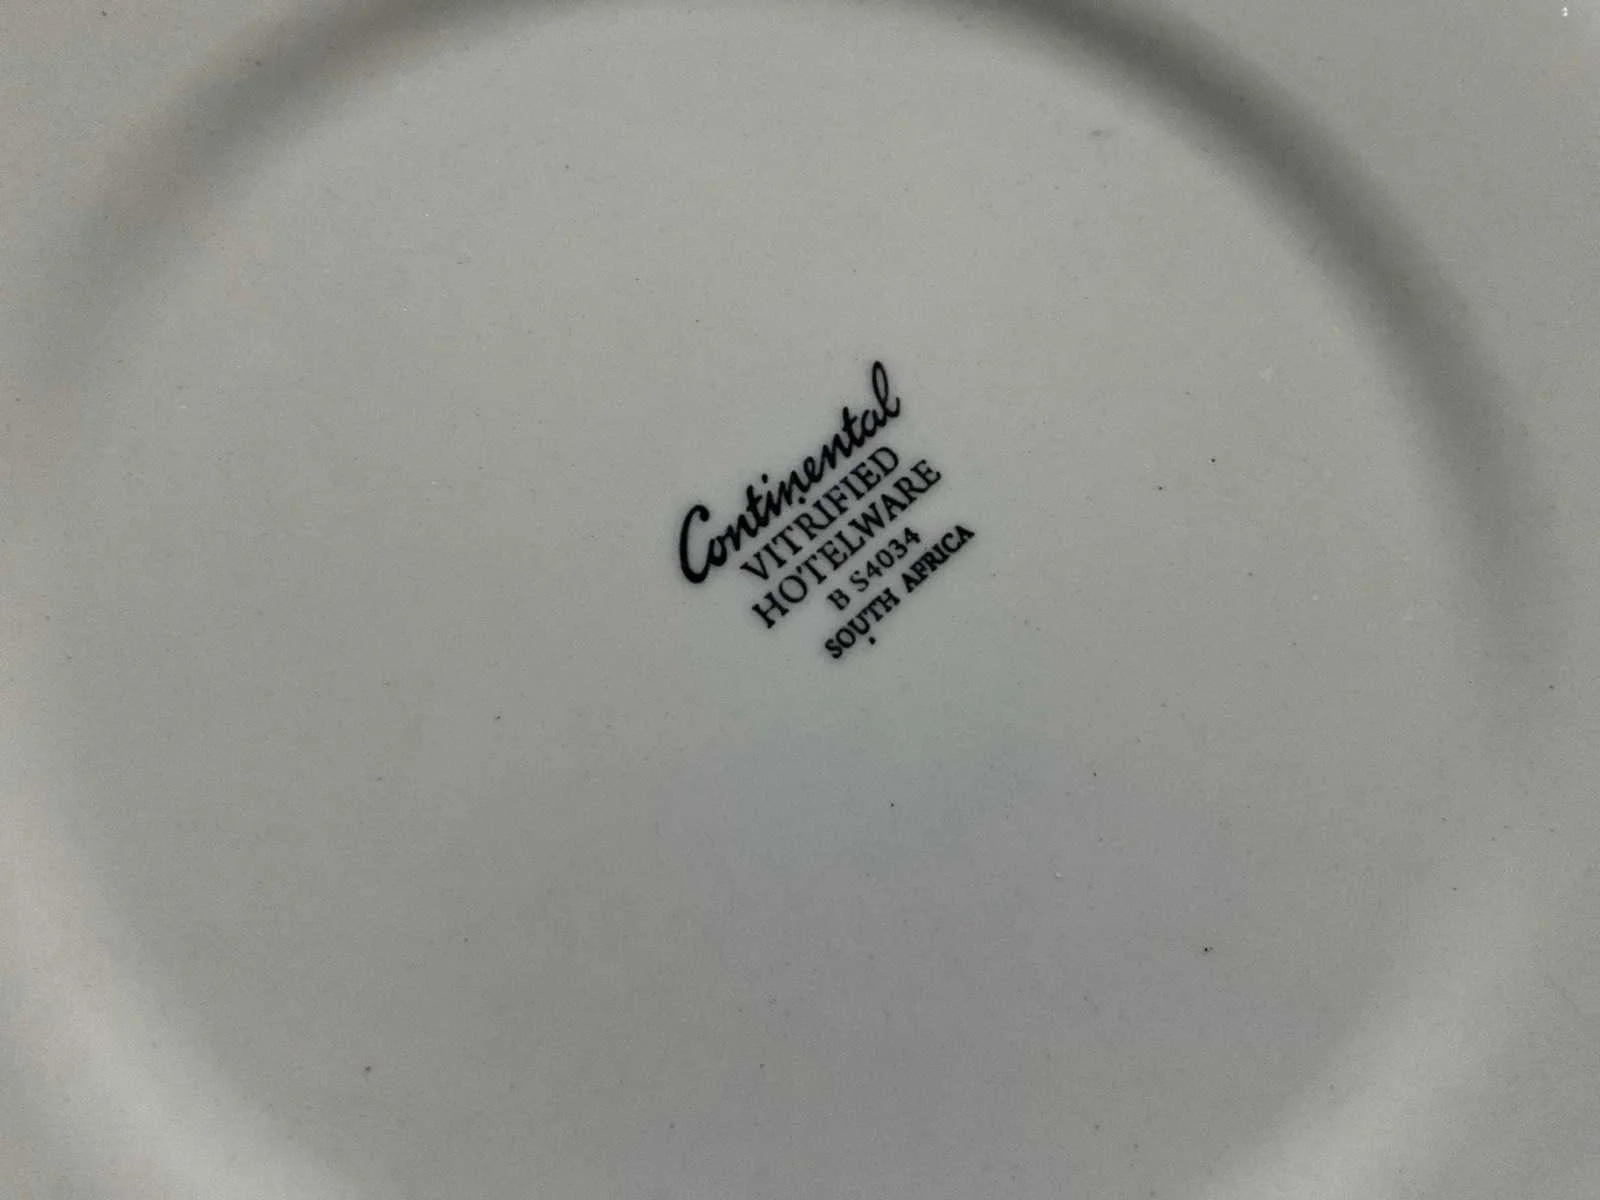 Continental
VITRIFIED
HOTELWARE
B S4034
SOUTH AFRICA